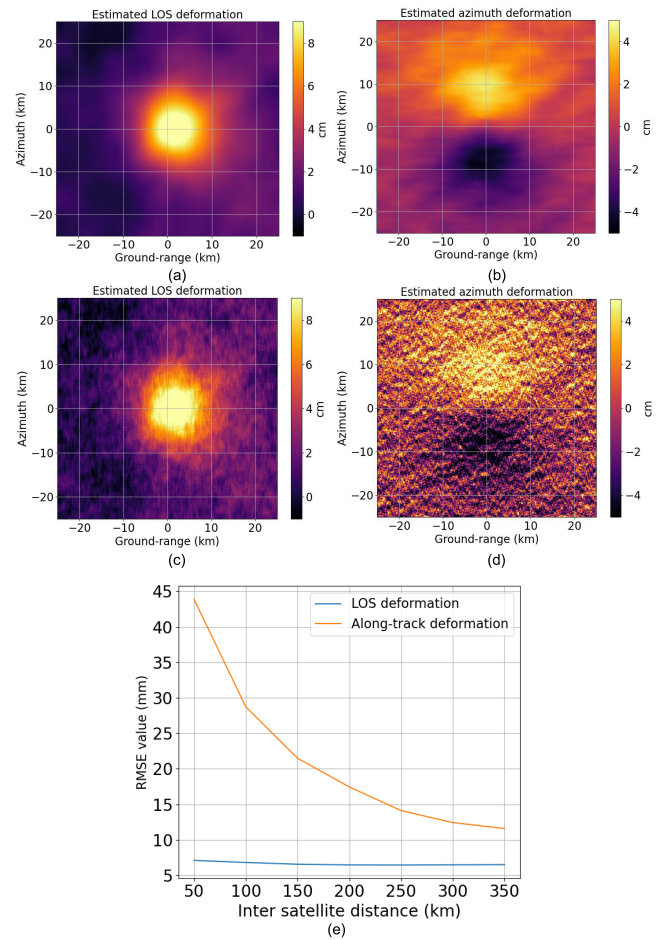 Estimated LOS deformation
20
10
0
−10
−20
Azimuth (km)
−20 −10 0 10 20
Ground-range (km)
8
6
4
2
0
cm
(a)
Estimated azimuth deformation
20
10
0
−10
−20
Azimuth (km)
−20 −10 0 10 20
Ground-range (km)
4
2
0
−2
−4
cm
(b)
Estimated LOS deformation
20
10
0
−10
−20
Azimuth (km)
−20 −10 0 10 20
Ground-range (km)
8
6
4
2
0
cm
(c)
Estimated azimuth deformation
20
10
0
−10
−20
Azimuth (km)
−20 −10 0 10 20
Ground-range (km)
4
2
0
−2
−4
cm
(d)
45
40
35
30
25
20
15
10
5
RMSE value (mm)
LOS deformation
Along-track deformation
50 100 150 200 250 300 350
Inter satellite distance (km)
(e)